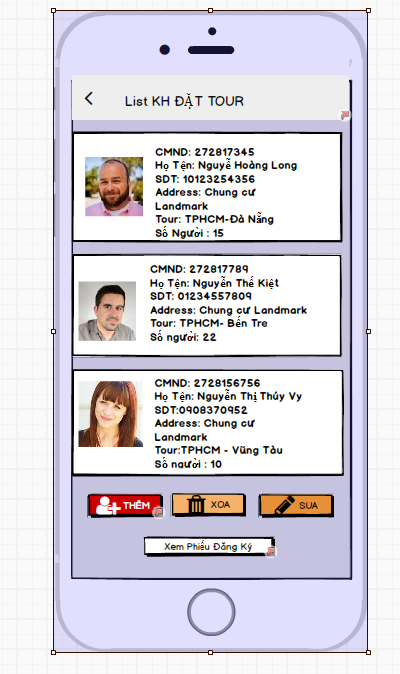 List KH ĐẶT TOUR
CMND: 272817345
Họ Tện: Nguyễ Hoàng Long
SDT: 10123254356
Address: Chung cư
Landmark
Tour: TPHCM-Đà Nẵng
Số Người : 15
CMND: 272817789
Họ Tện: Nguyễn Thế Kiệt
SDT: 01234557809
Address: Chung cư Landmark
Tour: TPHCM- Bến Tre
Số người: 22
CMND: 2728156756
Họ Tện: Nguyễn Thị Thúy Vy
SDT:0908370952
Address: Chung cư
Landmark
Tour:TPHCM - Vũng Tàu
Số người : 10
THÊM
XOA
SUA
Xem Phiếu Đăng Ký